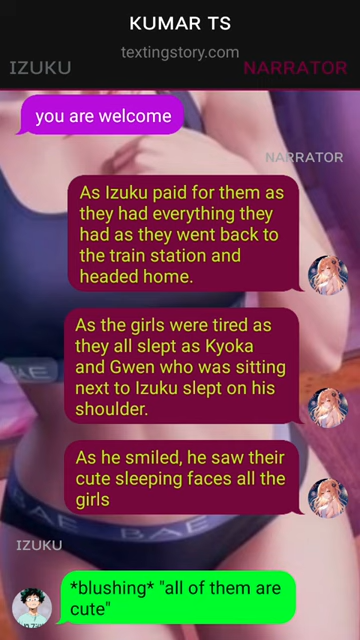 KUMAR TS
textingstory.com
IZUKU
NARRATOR
you are welcome
NARRATOR
As Izuku paid for them as
they had everything they
had as they went back to
the train station and
headed home.
As the girls were tired as
they all slept as Kyoka
and Gwen who was sitting
next to Izuku slept on his
shoulder.
As he smiled, he saw their
cute sleeping faces all the
girls
BAE
BAE
BAE
IZUKU
*blushing* "all of them are
cute"